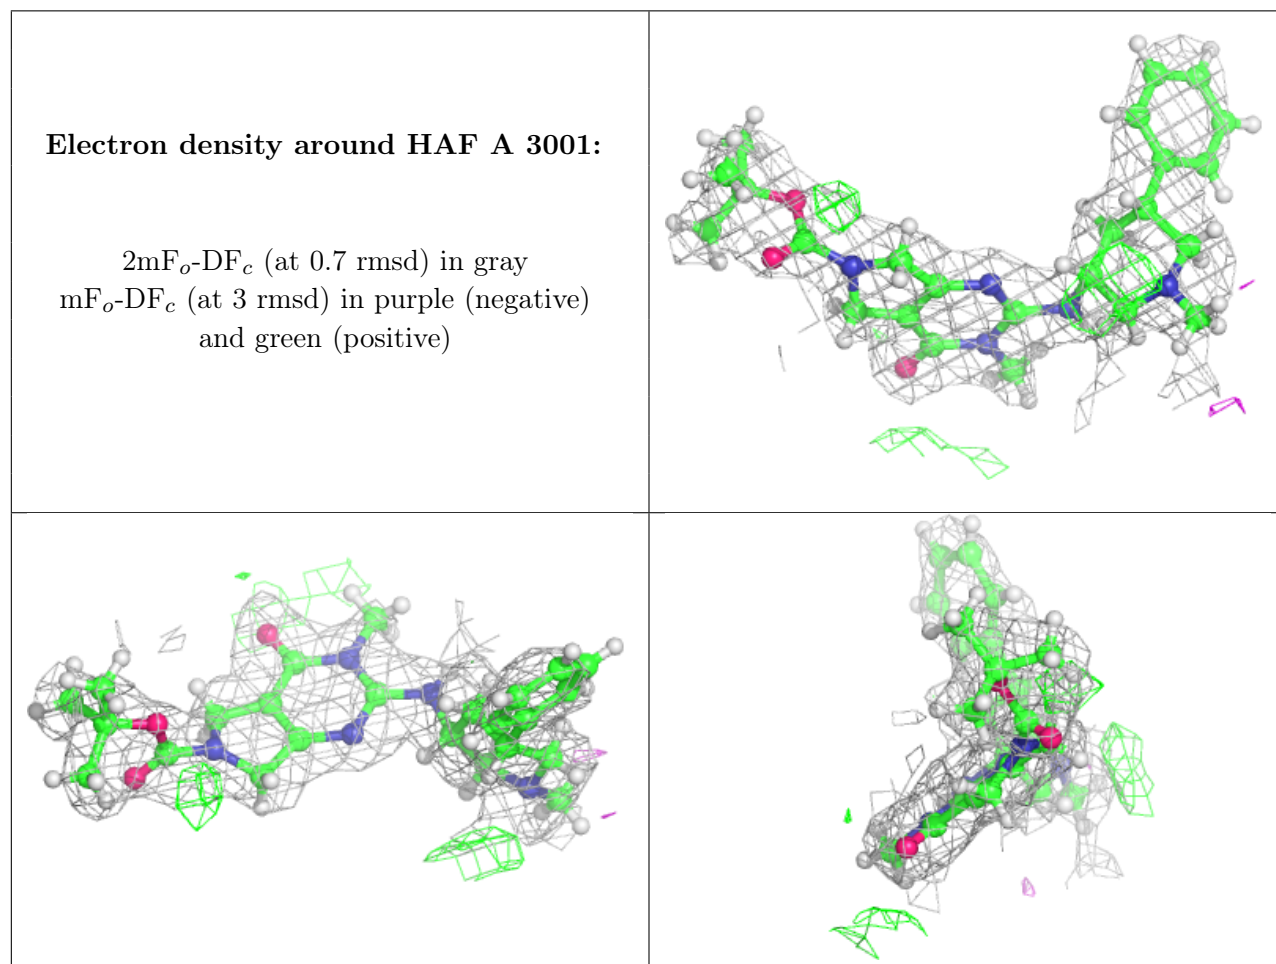 Electron density around HAF A 3001:
2mFo-DFc (at 0.7 rmsd) in gray
mFo-DFc (at 3 rmsd) in purple (negative)
and green (positive)